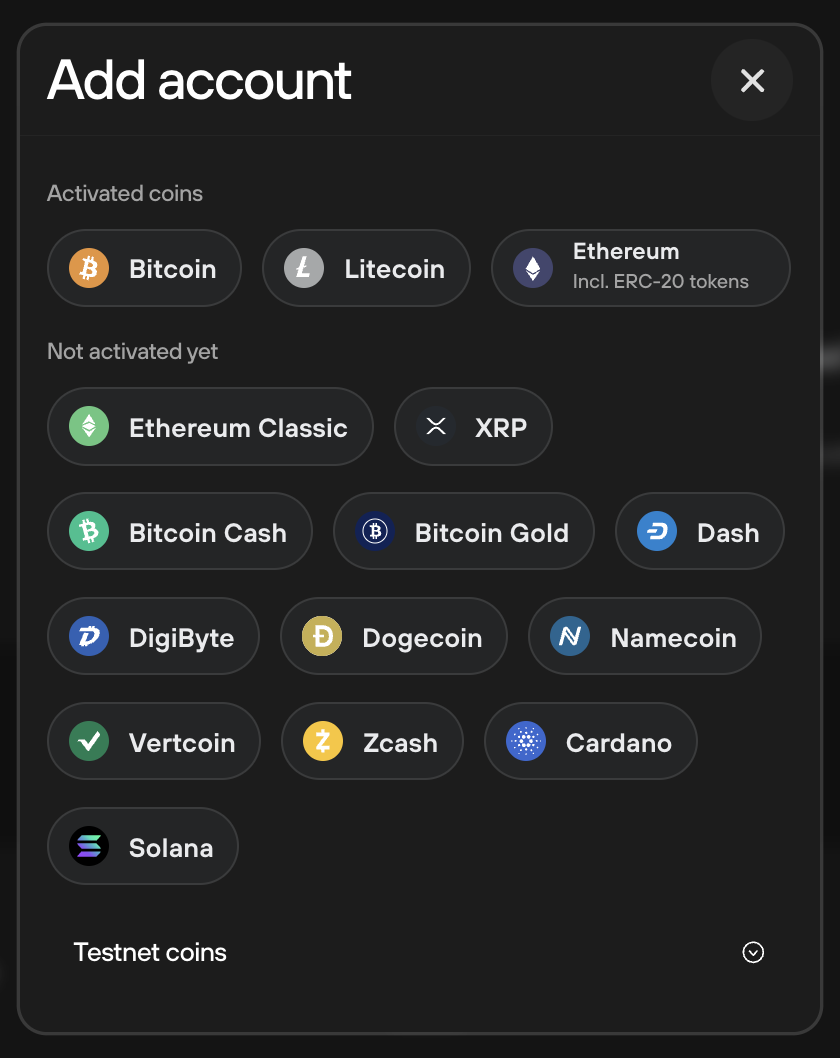 Add account
Activated coins
Bitcoin
Litecoin
Ethereum
Incl. ERC-20 tokens
Not activated yet
Ethereum Classic
XRP
Bitcoin Cash
Bitcoin Gold
Dash
DigiByte
Dogecoin
Namecoin
Vertcoin
Zcash
Cardano
Solana
Testnet coins